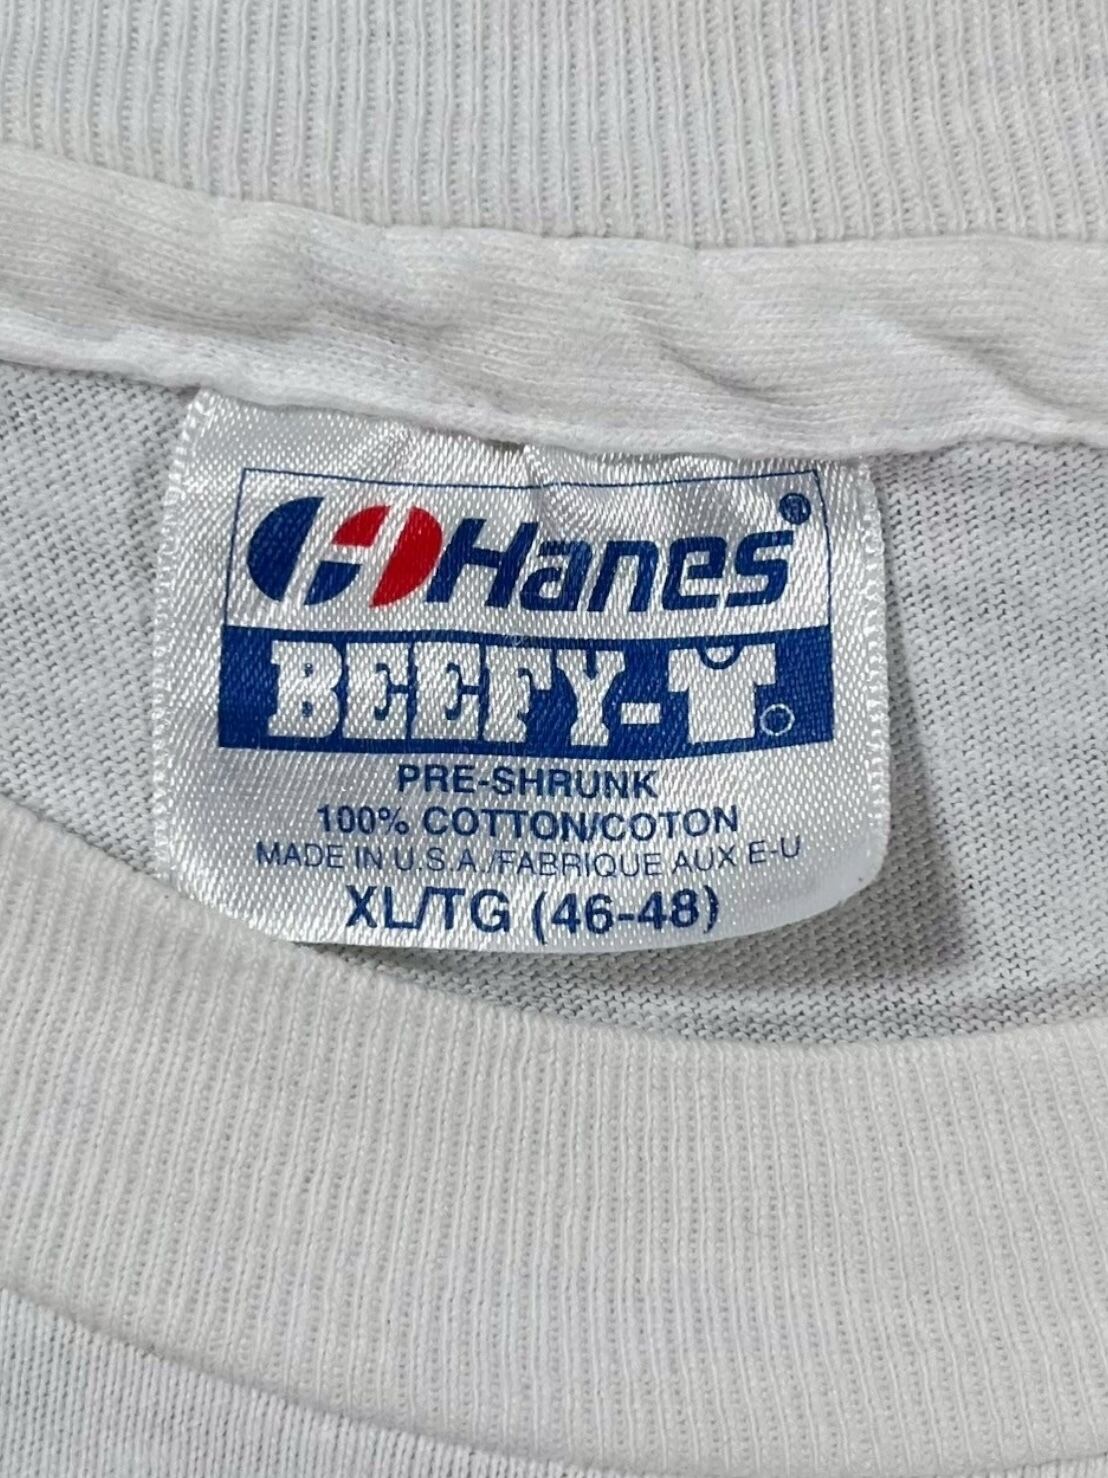 Hanes®
BEEFY-T®
PRE-SHRUNK
100% COTTON/COTON
MADE IN U.S.A./FABRIQUE AUX E-U
XL/TG (46-48)